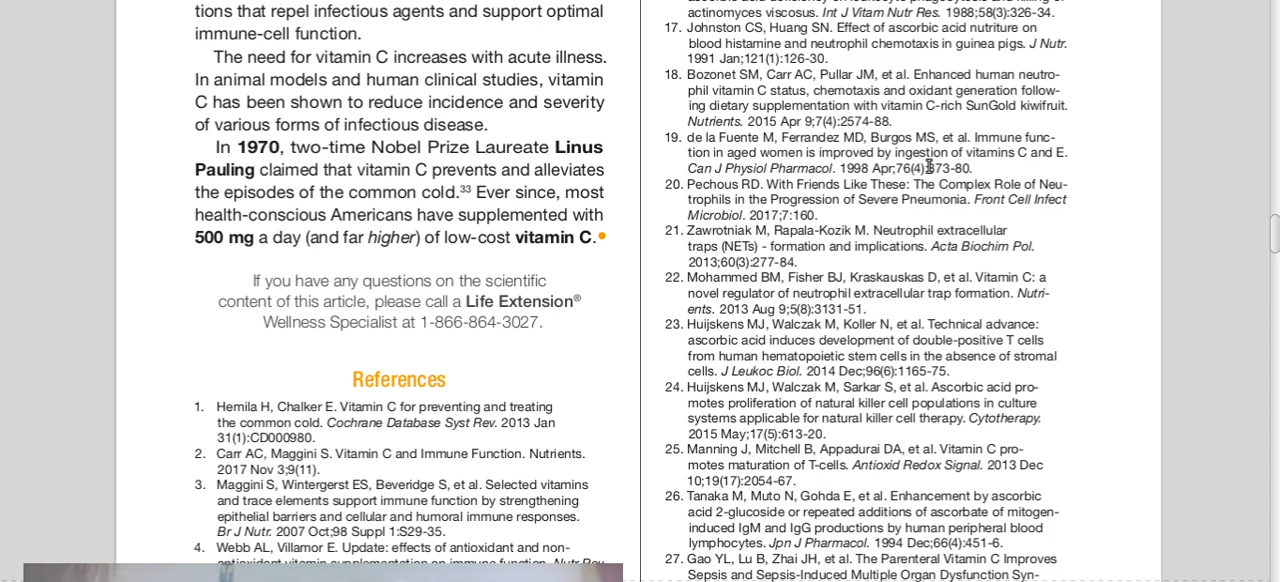 tions that repel infectious agents and support optimal
immune-cell function.
The need for vitamin C increases with acute illness.
In animal models and human clinical studies, vitamin
C has been shown to reduce incidence and severity
of various forms of infectious disease.
In 1970, two-time Nobel Prize Laureate Linus
Pauling claimed that vitamin C prevents and alleviates
the episodes of the common cold.33 Ever since, most
health-conscious Americans have supplemented with
500 mg a day (and far higher) of low-cost vitamin C.
If you have any questions on the scientific
content of this article, please call a Life Extension®
Wellness Specialist at 1-866-864-3027.
References
1. Hemila H, Chalker E. Vitamin C for preventing and treating
the common cold. Cochrane Database Syst Rev. 2013 Jan
31(1):CD000980.
2. Carr AC, Maggini S. Vitamin C and Immune Function. Nutrients.
2017 Nov 3;9(11).
3. Maggini S, Wintergerst ES, Beveridge S, et al. Selected vitamins
and trace elements support immune function by strengthening
epithelial barriers and cellular and humoral immune responses.
Br J Nutr. 2007 Oct;98 Suppl 1:S29-35.
4. Webb AL, Villamor E. Update: effects of antioxidant and non-
antioxidant vitamin supplementation on immune function. Nutr Rev.
actinomyces viscosus. Int J Vitam Nutr Res. 1988;58(3):326-34.
17. Johnston CS, Huang SN. Effect of ascorbic acid nutriture on
blood histamine and neutrophil chemotaxis in guinea pigs. J Nutr.
1991 Jan;121(1):126-30.
18. Bozonet SM, Carr AC, Pullar JM, et al. Enhanced human neutro-
phil vitamin C status, chemotaxis and oxidant generation follow-
ing dietary supplementation with vitamin C-rich SunGold kiwifruit.
Nutrients. 2015 Apr 9;7(4):2574-88.
19. de la Fuente M, Ferrandez MD, Burgos MS, et al. Immune func-
tion in aged women is improved by ingestion of vitamins C and E.
Can J Physiol Pharmacol. 1998 Apr;76(4):373-80.
20. Pechous RD. With Friends Like These: The Complex Role of Neu-
trophils in the Progression of Severe Pneumonia. Front Cell Infect
Microbiol. 2017;7:160.
21. Zawrotniak M, Rapala-Kozik M. Neutrophil extracellular
traps (NETs) - formation and implications. Acta Biochim Pol.
2013;60(3):277-84.
22. Mohammed BM, Fisher BJ, Kraskauskas D, et al. Vitamin C: a
novel regulator of neutrophil extracellular trap formation. Nutri-
ents. 2013 Aug 9;5(8):3131-51.
23. Huijskens MJ, Walczak M, Koller N, et al. Technical advance:
ascorbic acid induces development of double-positive T cells
from human hematopoietic stem cells in the absence of stromal
cells. J Leukoc Biol. 2014 Dec;96(6):1165-75.
24. Huijskens MJ, Walczak M, Sarkar S, et al. Ascorbic acid pro-
motes proliferation of natural killer cell populations in culture
systems applicable for natural killer cell therapy. Cytotherapy.
2015 May;17(5):613-20.
25. Manning J, Mitchell B, Appadurai DA, et al. Vitamin C pro-
motes maturation of T-cells. Antioxid Redox Signal. 2013 Dec
10;19(17):2054-67.
26. Tanaka M, Muto N, Gohda E, et al. Enhancement by ascorbic
acid 2-glucoside or repeated additions of ascorbate of mitogen-
induced IgM and IgG productions by human peripheral blood
lymphocytes. Jpn J Pharmacol. 1994 Dec;66(4):451-6.
27. Gao YL, Lu B, Zhai JH, et al. The Parenteral Vitamin C Improves
Sepsis and Sepsis-Induced Multiple Organ Dysfunction Syn-